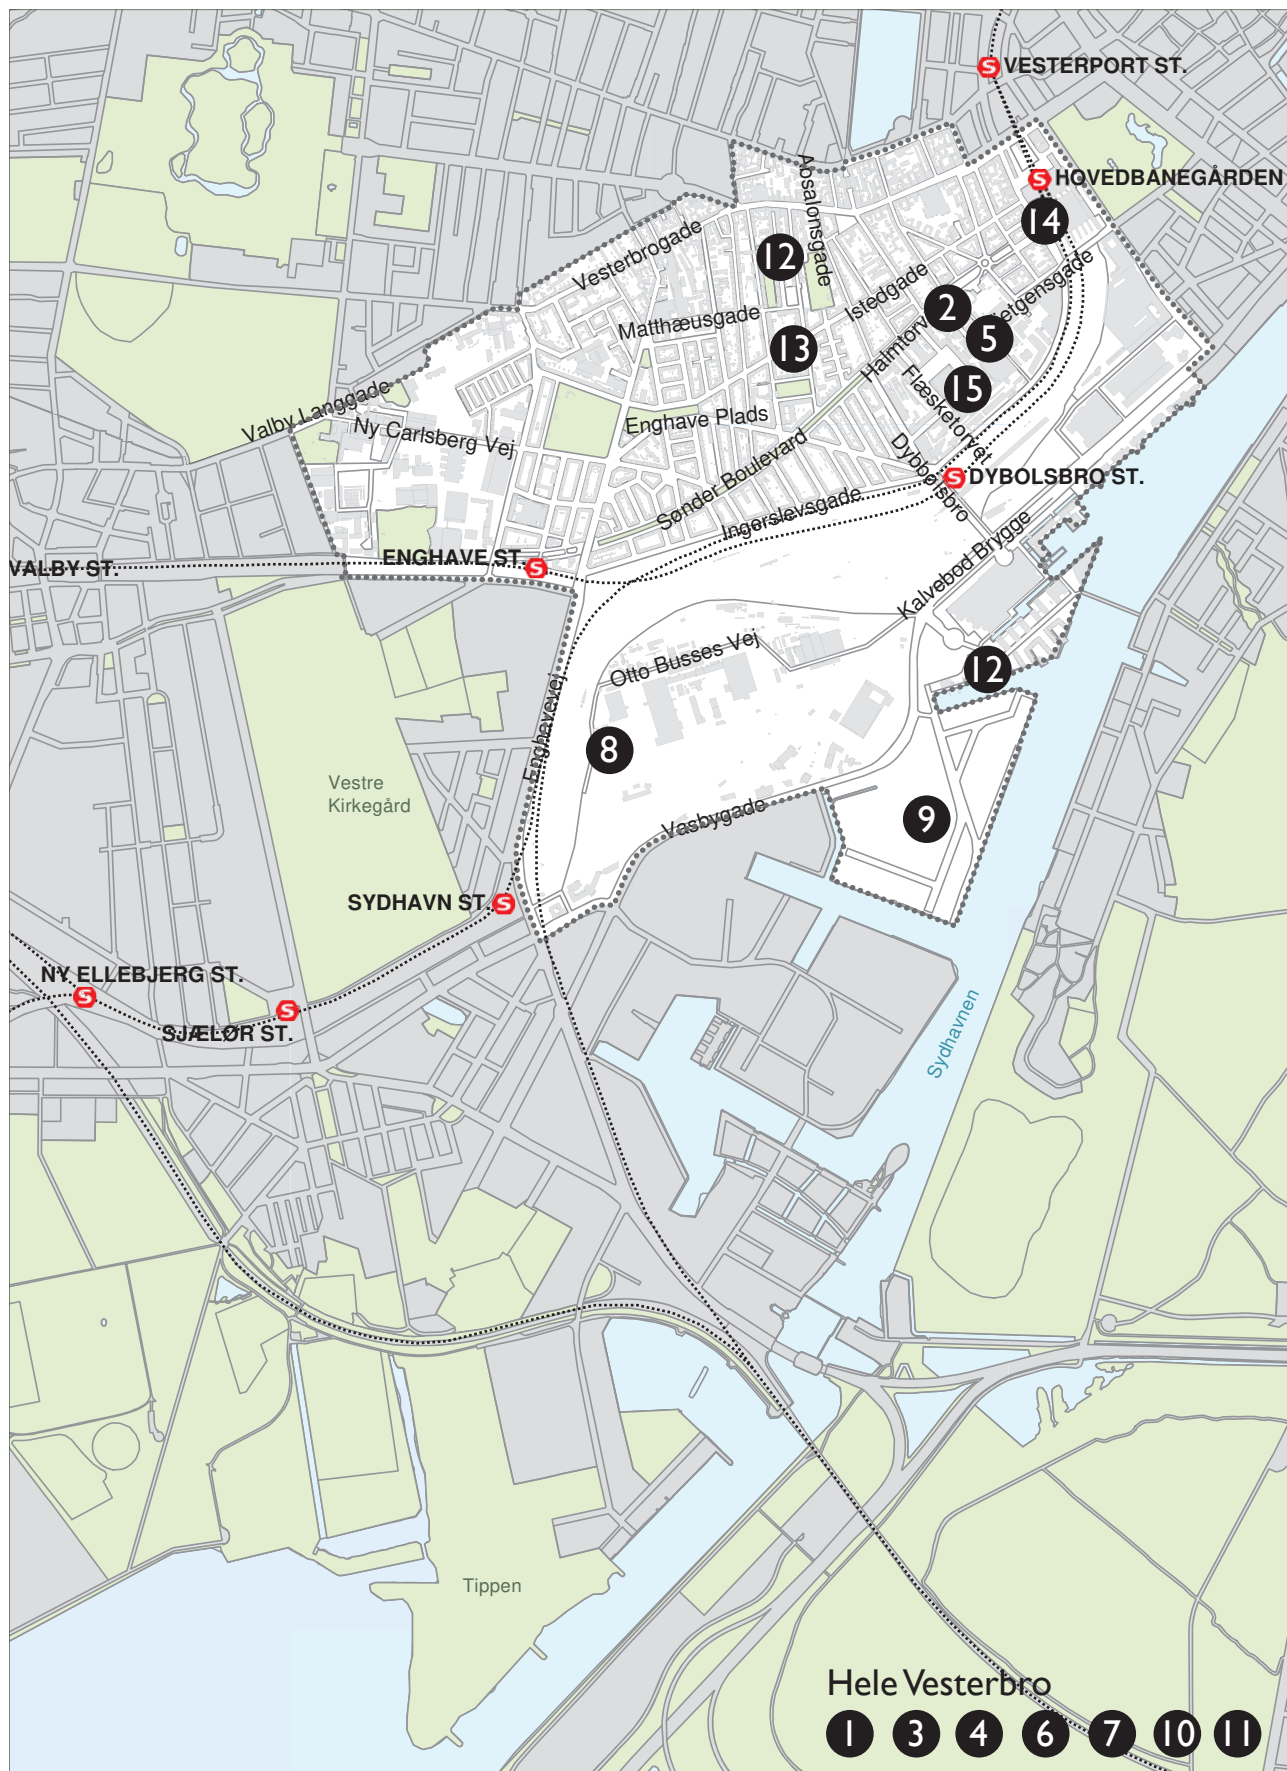 VESTERPORT ST.
HOVEDBANEGÅRDEN
14
Absalonsgade
12
Vesterbrogade
Istedgade
2
etgensgade
Matthæusgade
5
13
Halmtorv
15
Flæsketorvet
Valby Langgade
Enghave Plads
Ny Carlsberg Vej
Sønder Boulevard
Dybbølsbro
DYBOLSBRO ST.
Ingerslevsgade
ENGHAVE ST.
VALBY ST.
Kalvebod Brygge
Otto Busses Vej
12
Enghavevej
8
Vestre
Kirkegård
Vasbygade
9
SYDHAVN ST.
NY ELLEBJERG ST.
SJÆLØR ST.
Sydhavnen
Tippen
Hele Vesterbro
1 3 4 6 7 10 11